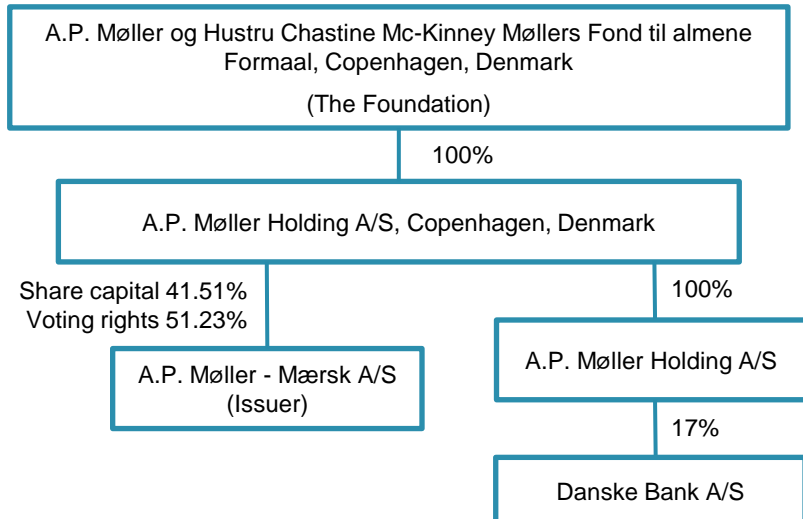 A.P. Møller og Hustru Chastine Mc-Kinney Møllers Fond til almene
Formaal, Copenhagen, Denmark
(The Foundation)
100%
A.P. Møller Holding A/S, Copenhagen, Denmark
Share capital 41.51%
Voting rights 51.23%
100%
A.P. Møller - Mærsk A/S
(Issuer)
A.P. Møller Holding A/S
17%
Danske Bank A/S